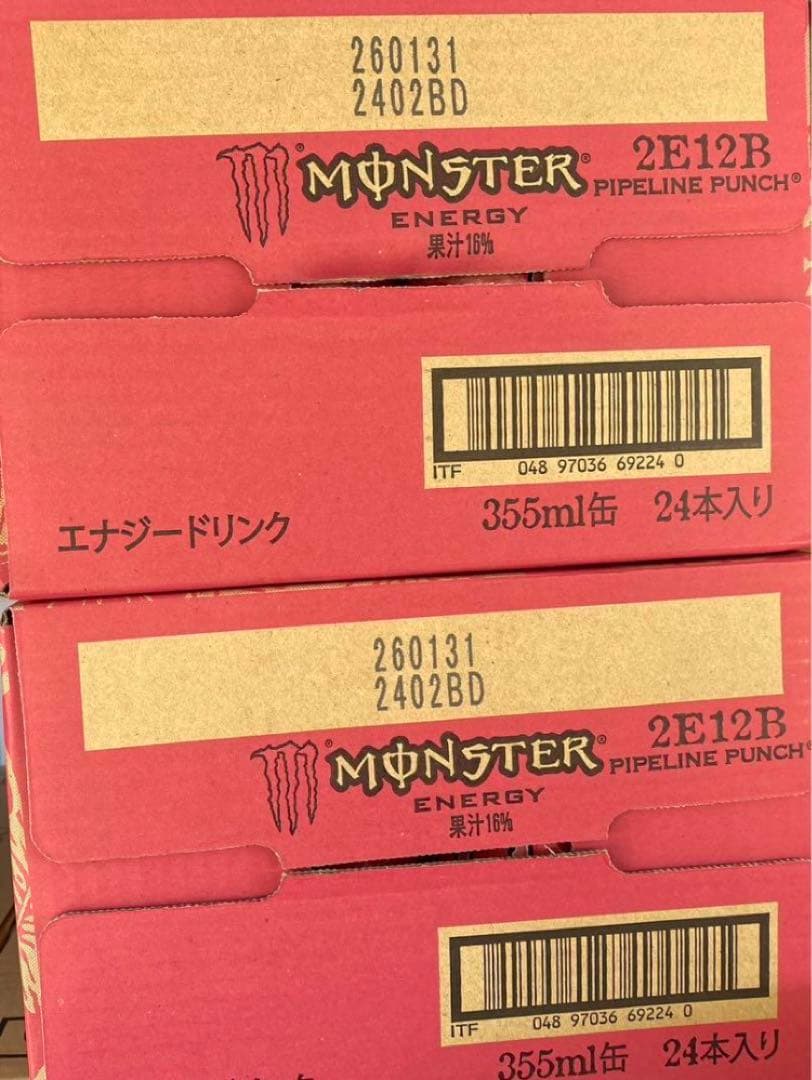 260131
2402BD
MONSTER®
2E12B
ENERGY
PIPELINE PUNCH®
果汁16%
ITF 048 97036 69224 0
エナジードリンク
355ml缶 24本入り
260131
2402BD
MONSTER®
2E12B
ENERGY
PIPELINE PUNCH®
果汁16%
ITF 048 97036 69224 0
355ml缶 24本入り